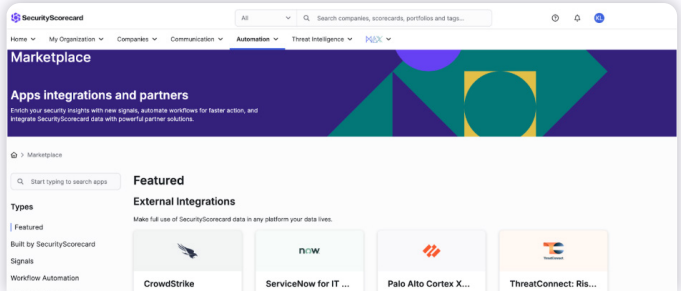 SecurityScorecard
All
Search companies, scorecards, portfolios and tags...
KL
Home
My Organization
Companies
Communication
Automation
Threat Intelligence
MAX
Marketplace
Apps integrations and partners
Enrich your security insights with new signals, automate workflows for faster action, and
integrate SecurityScorecard data with powerful partner solutions.
> Marketplace
Start typing to search apps
Types
Featured
Built by SecurityScorecard
Signals
Workflow Automation
Featured
External Integrations
Make full use of SecurityScorecard data in any platform your data lives.
CrowdStrike
now
ServiceNow for IT ...
Palo Alto Cortex X...
TC
ThreatConnect
ThreatConnect: Ris...